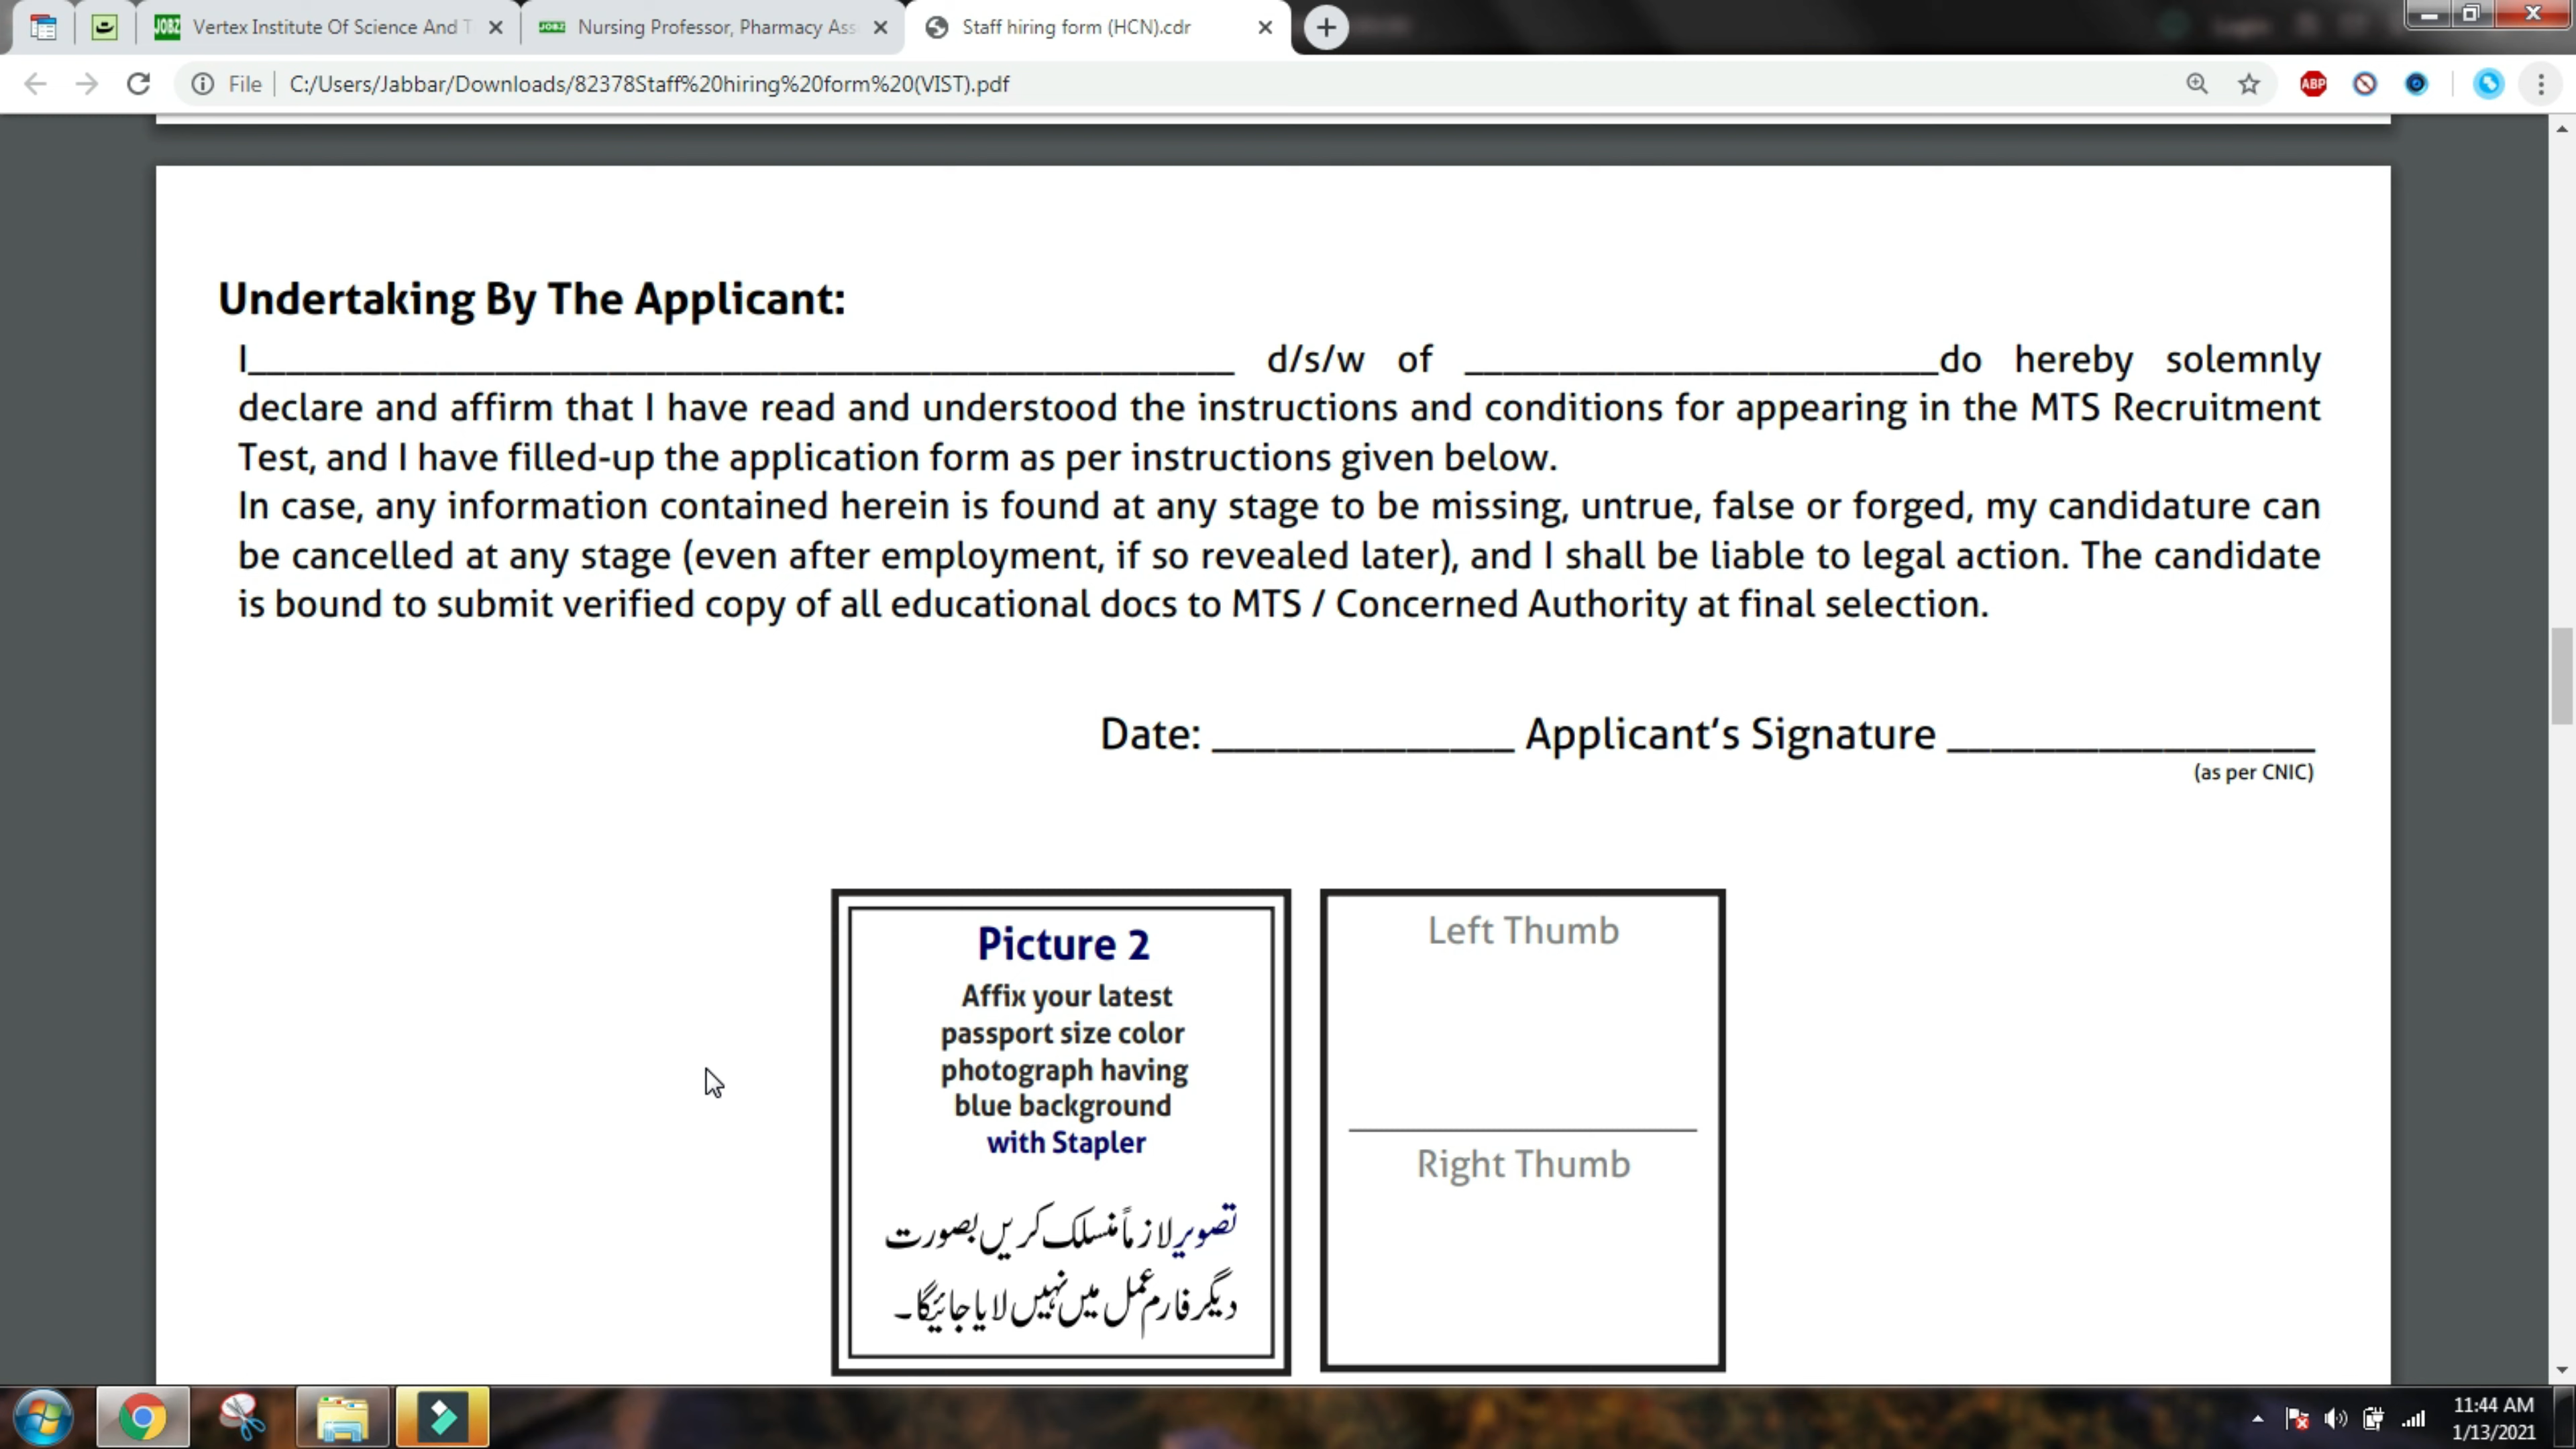 Vertex Institute Of Science And T
Nursing Professor, Pharmacy Ass
Staff hiring form (HCN).cdr
File
C:/Users/Jabbar/Downloads/82378Staff%20hiring%20form%20(VIST).pdf
ABP
Undertaking By The Applicant:
I____________________ d/s/w of ____________________do hereby solemnly
declare and affirm that I have read and understood the instructions and conditions for appearing in the MTS Recruitment
Test, and I have filled-up the application form as per instructions given below.
In case, any information contained herein is found at any stage to be missing, untrue, false or forged, my candidature can
be cancelled at any stage (even after employment, if so revealed later), and I shall be liable to legal action. The candidate
is bound to submit verified copy of all educational docs to MTS / Concerned Authority at final selection.
Date: ______________ Applicant's Signature ________________
(as per CNIC)
Picture 2
Affix your latest
passport size color
photograph having
blue background
with Stapler
تصویر لازماً منسلک کریں بصورت
دیگر فارم عمل میں نہیں لایا جائیگا۔
Left Thumb
Right Thumb
11:44 AM
1/13/2021